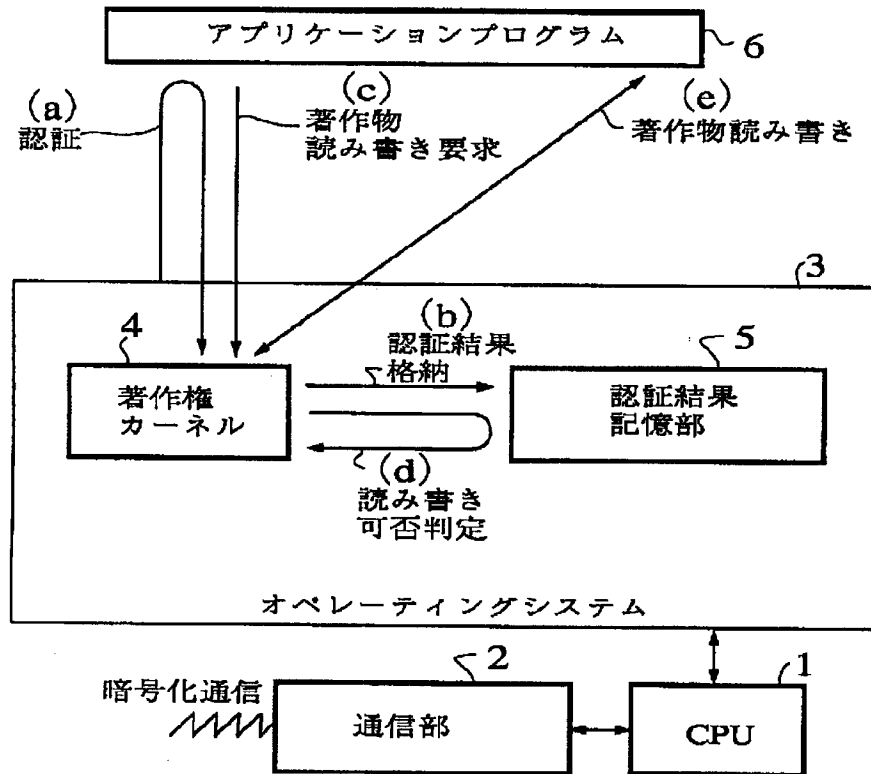 アプリケーションプログラム
6
(a)
認証
(c)
著作物
読み書き要求
(e)
著作物読み書き
3
4
著作権
カーネル
(b)
認証結果
格納
5
認証結果
記憶部
(d)
読み書き
可否判定
オペレーティングシステム
暗号化通信
2
通信部
1
CPU